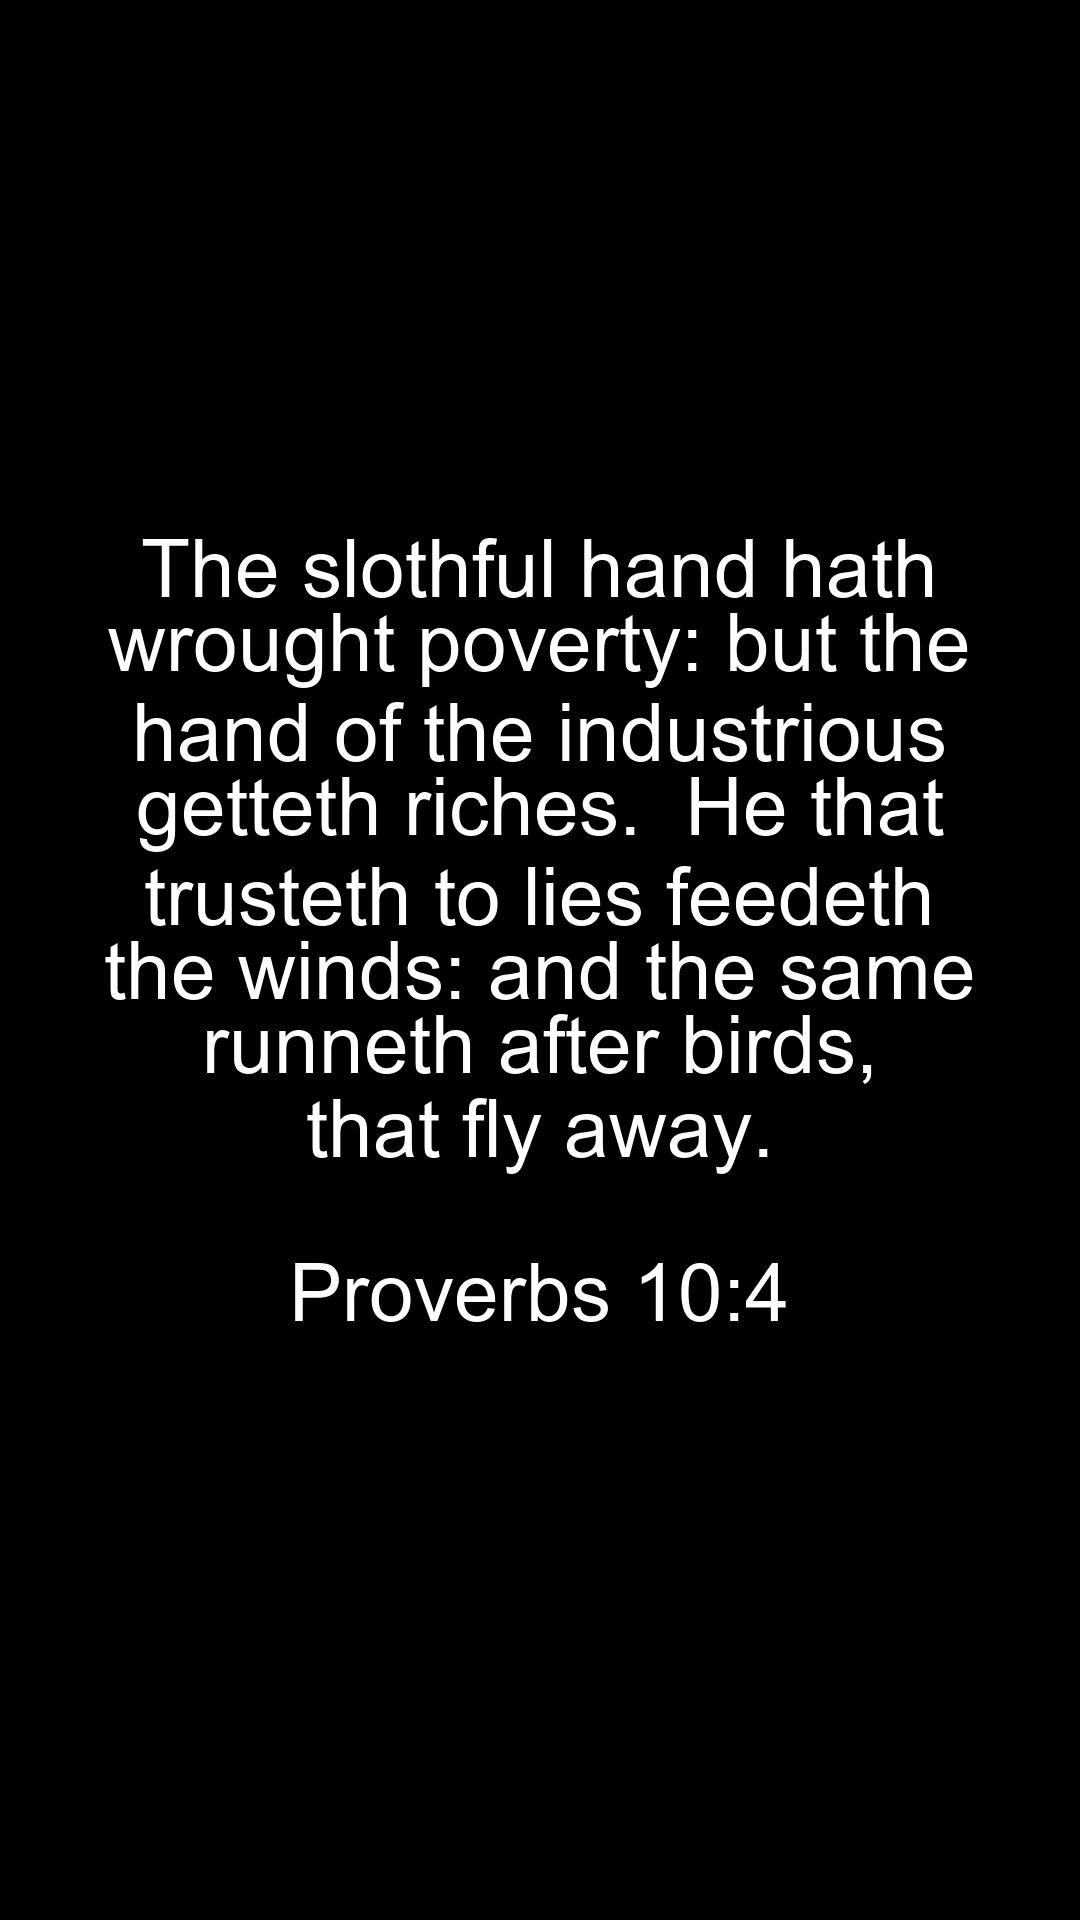 The slothful hand hath
wrought poverty: but the
hand of the industrious
getteth riches.  He that
trusteth to lies feedeth
the winds: and the same
runneth after birds,
that fly away.
Proverbs 10:4